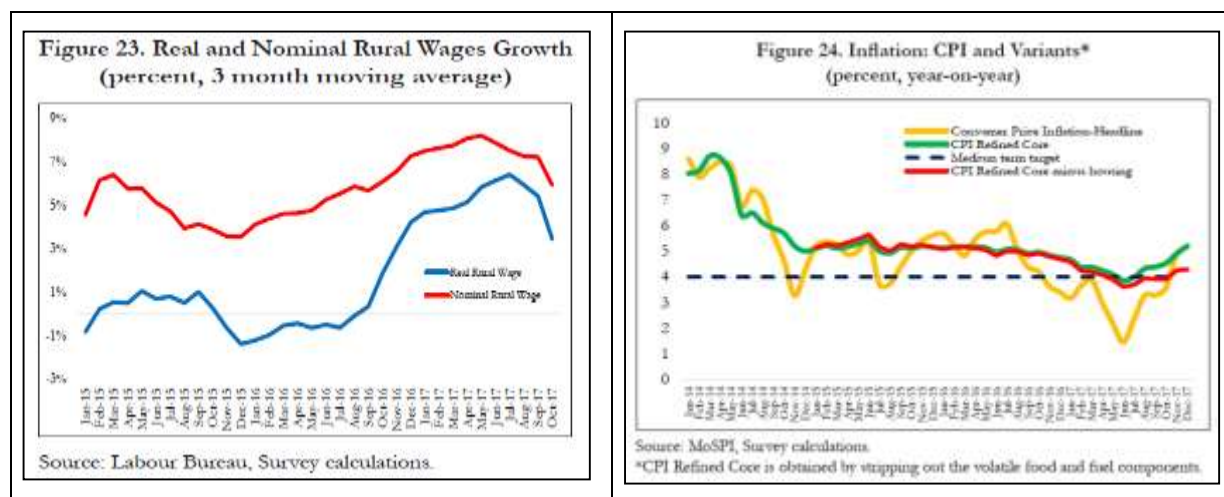 Figure 23. Real and Nominal Rural Wages Growth
(percent, 3 month moving average)
9%
7%
5%
3%
1%
-1%
-3%
Real Rural Wage
Nominal Rural Wage
Jan-15
Feb-15
Mar-15
Apr-15
May-15
Jun-15
Jul-15
Aug-15
Sep-15
Oct-15
Nov-15
Dec-15
Jan-16
Feb-16
Mar-16
Apr-16
May-16
Jun-16
Jul-16
Aug-16
Sep-16
Oct-16
Nov-16
Dec-16
Jan-17
Feb-17
Mar-17
Apr-17
May-17
Jun-17
Jul-17
Aug-17
Sep-17
Oct-17
Source: Labour Bureau, Survey calculations.
Figure 24. Inflation: CPI and Variants*
(percent, year-on-year)
10
9
8
7
6
5
4
3
2
1
0
Price Inflation-Headline
CPI Refined Core
Medium term target
CPI Refined Core minus housing
Source: MoSPI, Survey calculations.
*CPI Refined Core is obtained by stripping out the volatile food and fuel components.